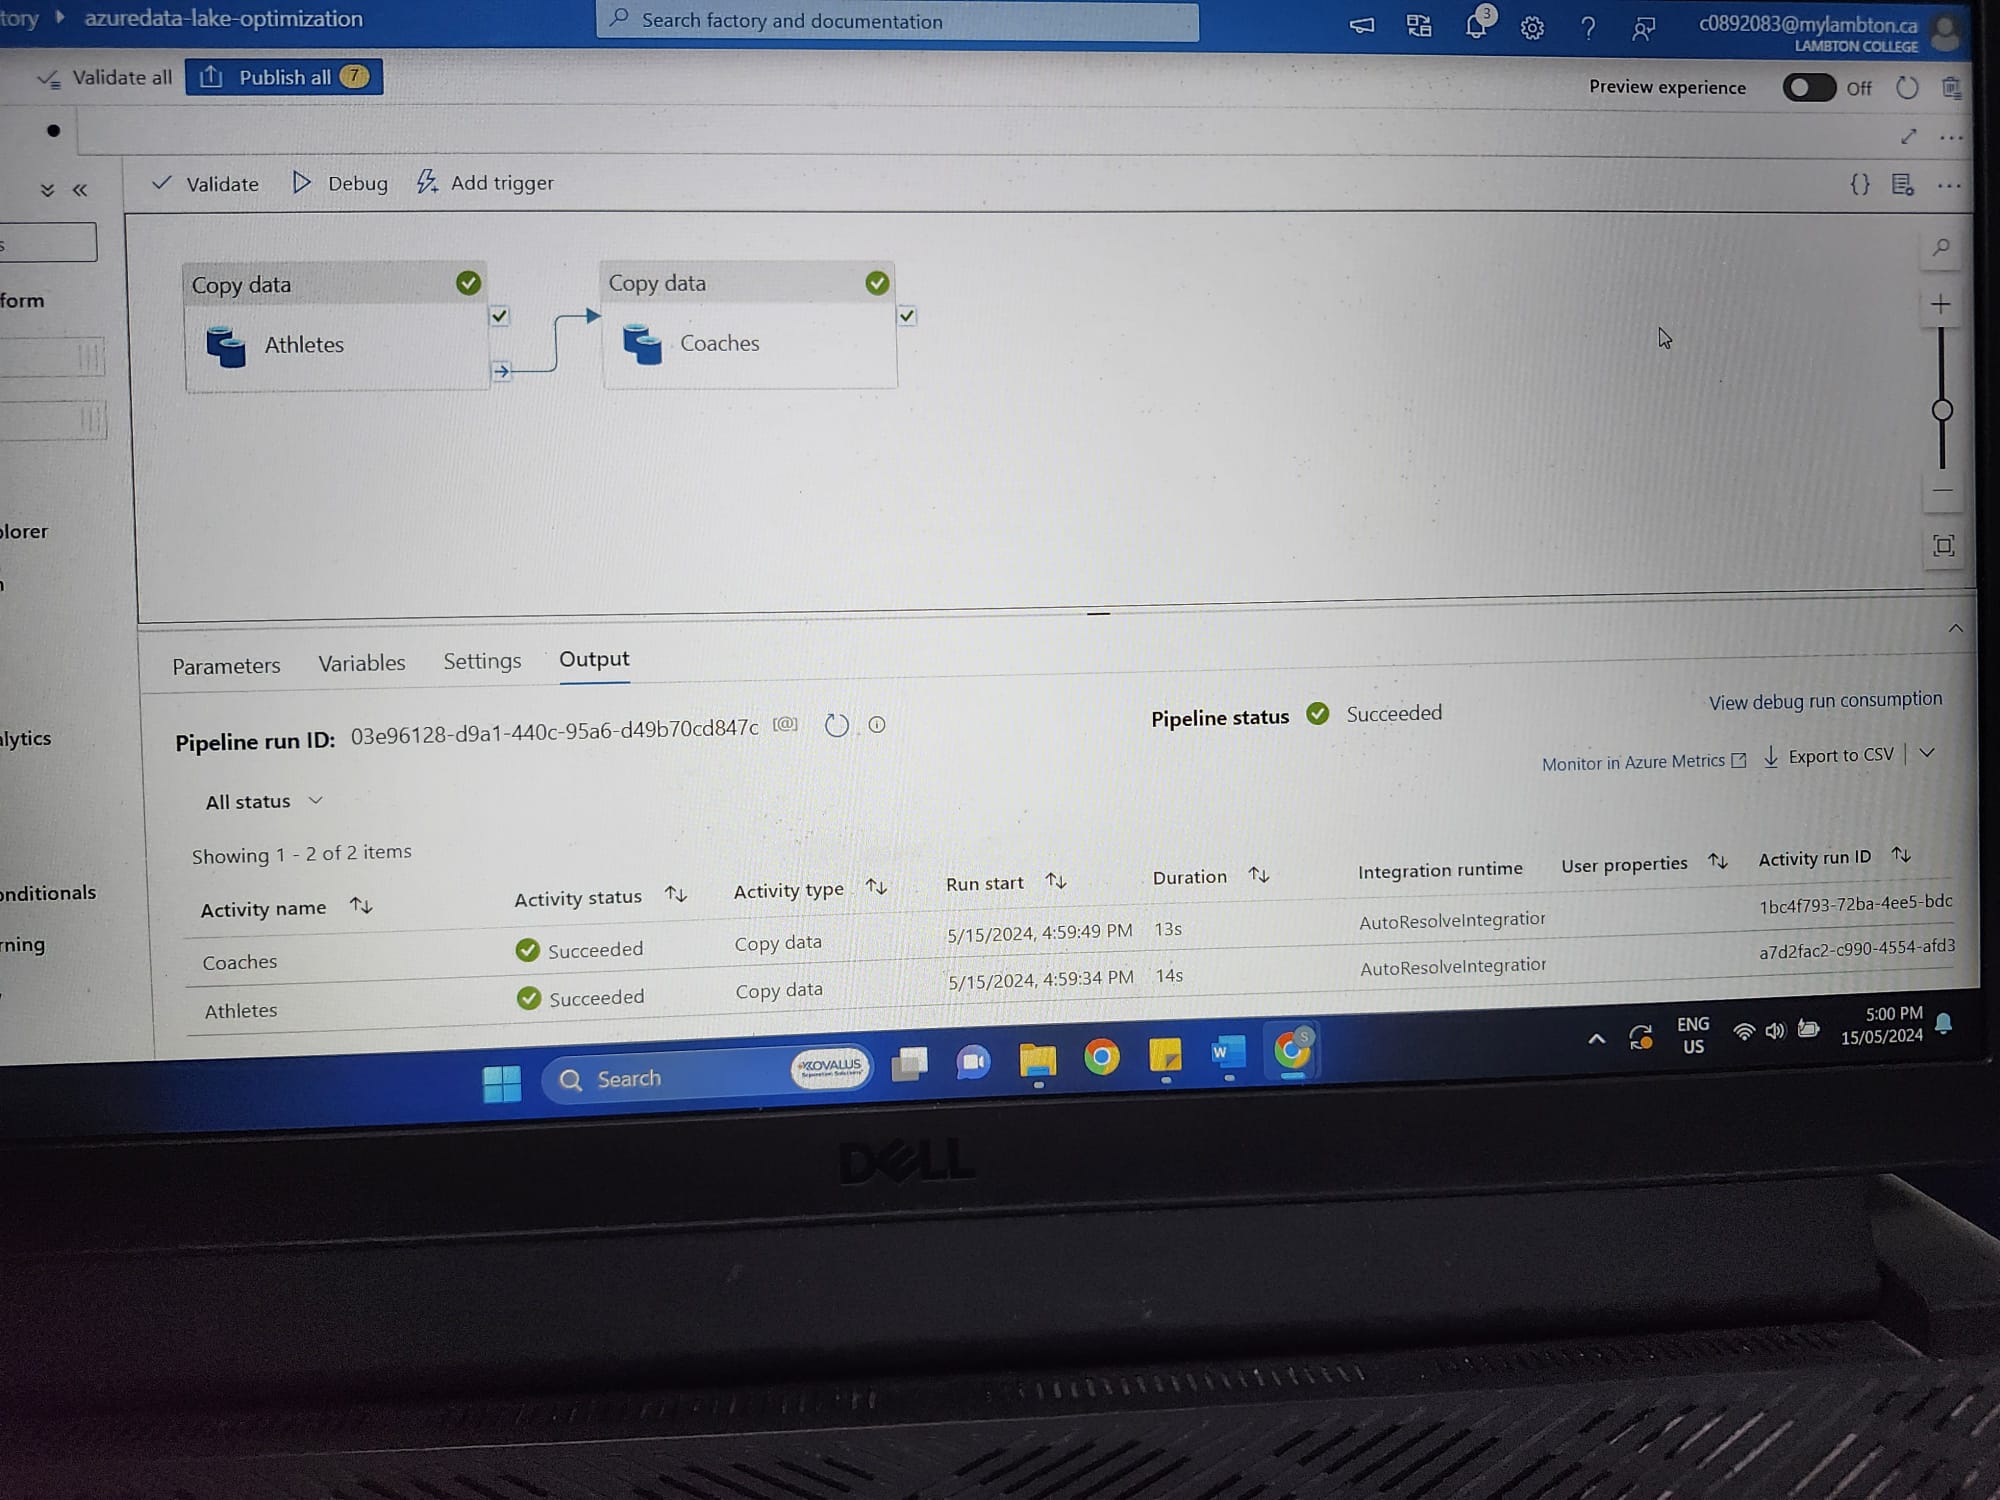 tory azuredata-lake-optimization
Search factory and documentation
3
c0892083@mylambton.ca
LAMBTON COLLEGE
Validate all
Publish all 7
Preview experience
Off
Validate Debug Add trigger
{}
s
form
plorer
n
alytics
onditionals
rning
Copy data
Athletes
Copy data
Coaches
Parameters Variables Settings Output
Pipeline run ID: 03e96128-d9a1-440c-95a6-d49b70cd847c [@]
Pipeline status Succeeded
View debug run consumption
Monitor in Azure Metrics Export to CSV
All status
Showing 1 - 2 of 2 items
Activity name Activity status Activity type Run start Duration Integration runtime User properties Activity run ID
Coaches Succeeded Copy data 5/15/2024, 4:59:49 PM 13s AutoResolveIntegration 1bc4f793-72ba-4ee5-bdc
Athletes Succeeded Copy data 5/15/2024, 4:59:34 PM 14s AutoResolveIntegration a7d2fac2-c990-4554-afd3
Search
KOVALUS
Separation Solutions
W
S
ENG
US
5:00 PM
15/05/2024
DELL